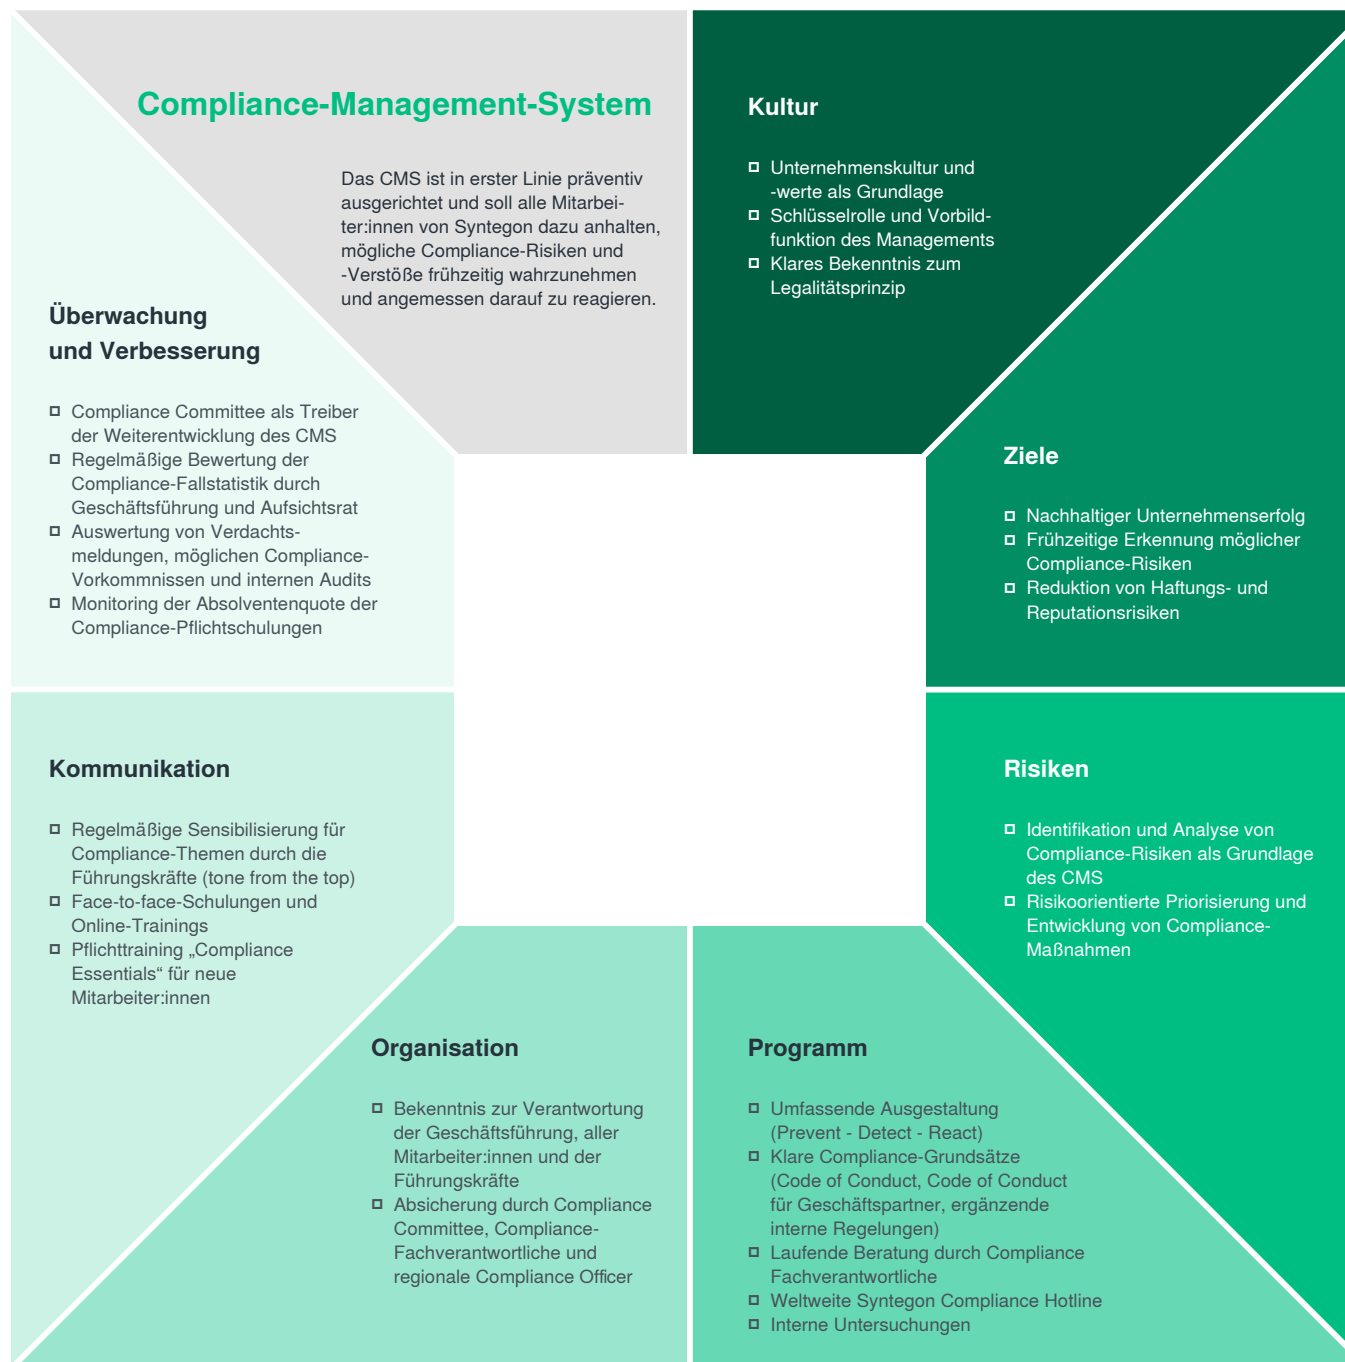 Compliance-Management-System
Das CMS ist in erster Linie präventiv
ausgerichtet und soll alle Mitarbei-
ter:innen von Syntegon dazu anhalten,
mögliche Compliance-Risiken und
-Verstöße frühzeitig wahrzunehmen
und angemessen darauf zu reagieren.
Kultur
Unternehmenskultur und
-werte als Grundlage
Schlüsselrolle und Vorbild-
funktion des Managements
Klares Bekenntnis zum
Legalitätsprinzip
Ziele
Nachhaltiger Unternehmenserfolg
Frühzeitige Erkennung möglicher
Compliance-Risiken
Reduktion von Haftungs- und
Reputationsrisiken
Risiken
Identifikation und Analyse von
Compliance-Risiken als Grundlage
des CMS
Risikoorientierte Priorisierung und
Entwicklung von Compliance-
Maßnahmen
Programm
Umfassende Ausgestaltung
(Prevent - Detect - React)
Klare Compliance-Grundsätze
(Code of Conduct, Code of Conduct
für Geschäftspartner, ergänzende
interne Regelungen)
Laufende Beratung durch Compliance
Fachverantwortliche
Weltweite Syntegon Compliance Hotline
Interne Untersuchungen
Organisation
Bekenntnis zur Verantwortung
der Geschäftsführung, aller
Mitarbeiter:innen und der
Führungskräfte
Absicherung durch Compliance
Committee, Compliance-
Fachverantwortliche und
regionale Compliance Officer
Kommunikation
Regelmäßige Sensibilisierung für
Compliance-Themen durch die
Führungskräfte (tone from the top)
Face-to-face-Schulungen und
Online-Trainings
Pflichttraining „Compliance
Essentials“ für neue
Mitarbeiter:innen
Überwachung
und Verbesserung
Compliance Committee als Treiber
der Weiterentwicklung des CMS
Regelmäßige Bewertung der
Compliance-Fallstatistik durch
Geschäftsführung und Aufsichtsrat
Auswertung von Verdachts-
meldungen, möglichen Compliance-
Vorkommnissen und internen Audits
Monitoring der Absolventenquote der
Compliance-Pflichtschulungen